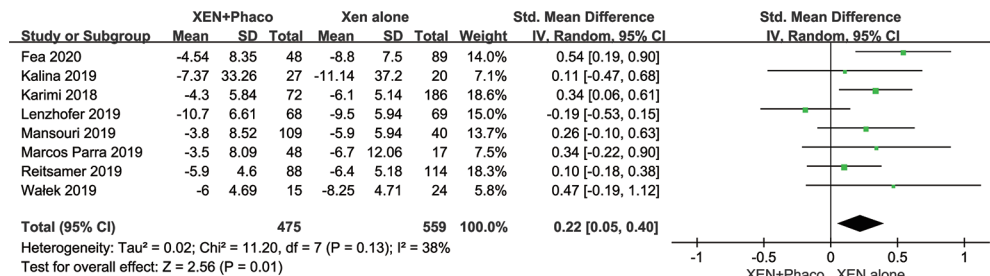 XEN+Phaco Xen alone Std. Mean Difference Std. Mean Difference
Study or Subgroup Mean SD Total Mean SD Total Weight IV, Random, 95% CI IV, Random, 95% CI
Fea 2020 -4.54 8.35 48 -8.8 7.5 89 14.0% 0.54 [0.19, 0.90]
Kalina 2019 -7.37 33.26 27 -11.14 37.2 20 7.1% 0.11 [-0.47, 0.68]
Karimi 2018 -4.3 5.84 72 -6.1 5.14 186 18.6% 0.34 [0.06, 0.61]
Lenzhofer 2019 -10.7 6.61 68 -9.5 5.94 69 15.0% -0.19 [-0.53, 0.15]
Mansouri 2019 -3.8 8.52 109 -5.9 5.94 40 13.7% 0.26 [-0.10, 0.63]
Marcos Parra 2019 -3.5 8.09 48 -6.7 12.06 17 7.5% 0.34 [-0.22, 0.90]
Reitsamer 2019 -5.9 4.6 88 -6.4 5.18 114 18.3% 0.10 [-0.18, 0.38]
Wałek 2019 -6 4.69 15 -8.25 4.71 24 5.8% 0.47 [-0.19, 1.12]
Total (95% CI) 475 559 100.0% 0.22 [0.05, 0.40]
Heterogeneity: Tau² = 0.02; Chi² = 11.20, df = 7 (P = 0.13); I² = 38%
Test for overall effect: Z = 2.56 (P = 0.01)
-1 -0.5 0 0.5 1
XEN+Phaco XEN alone